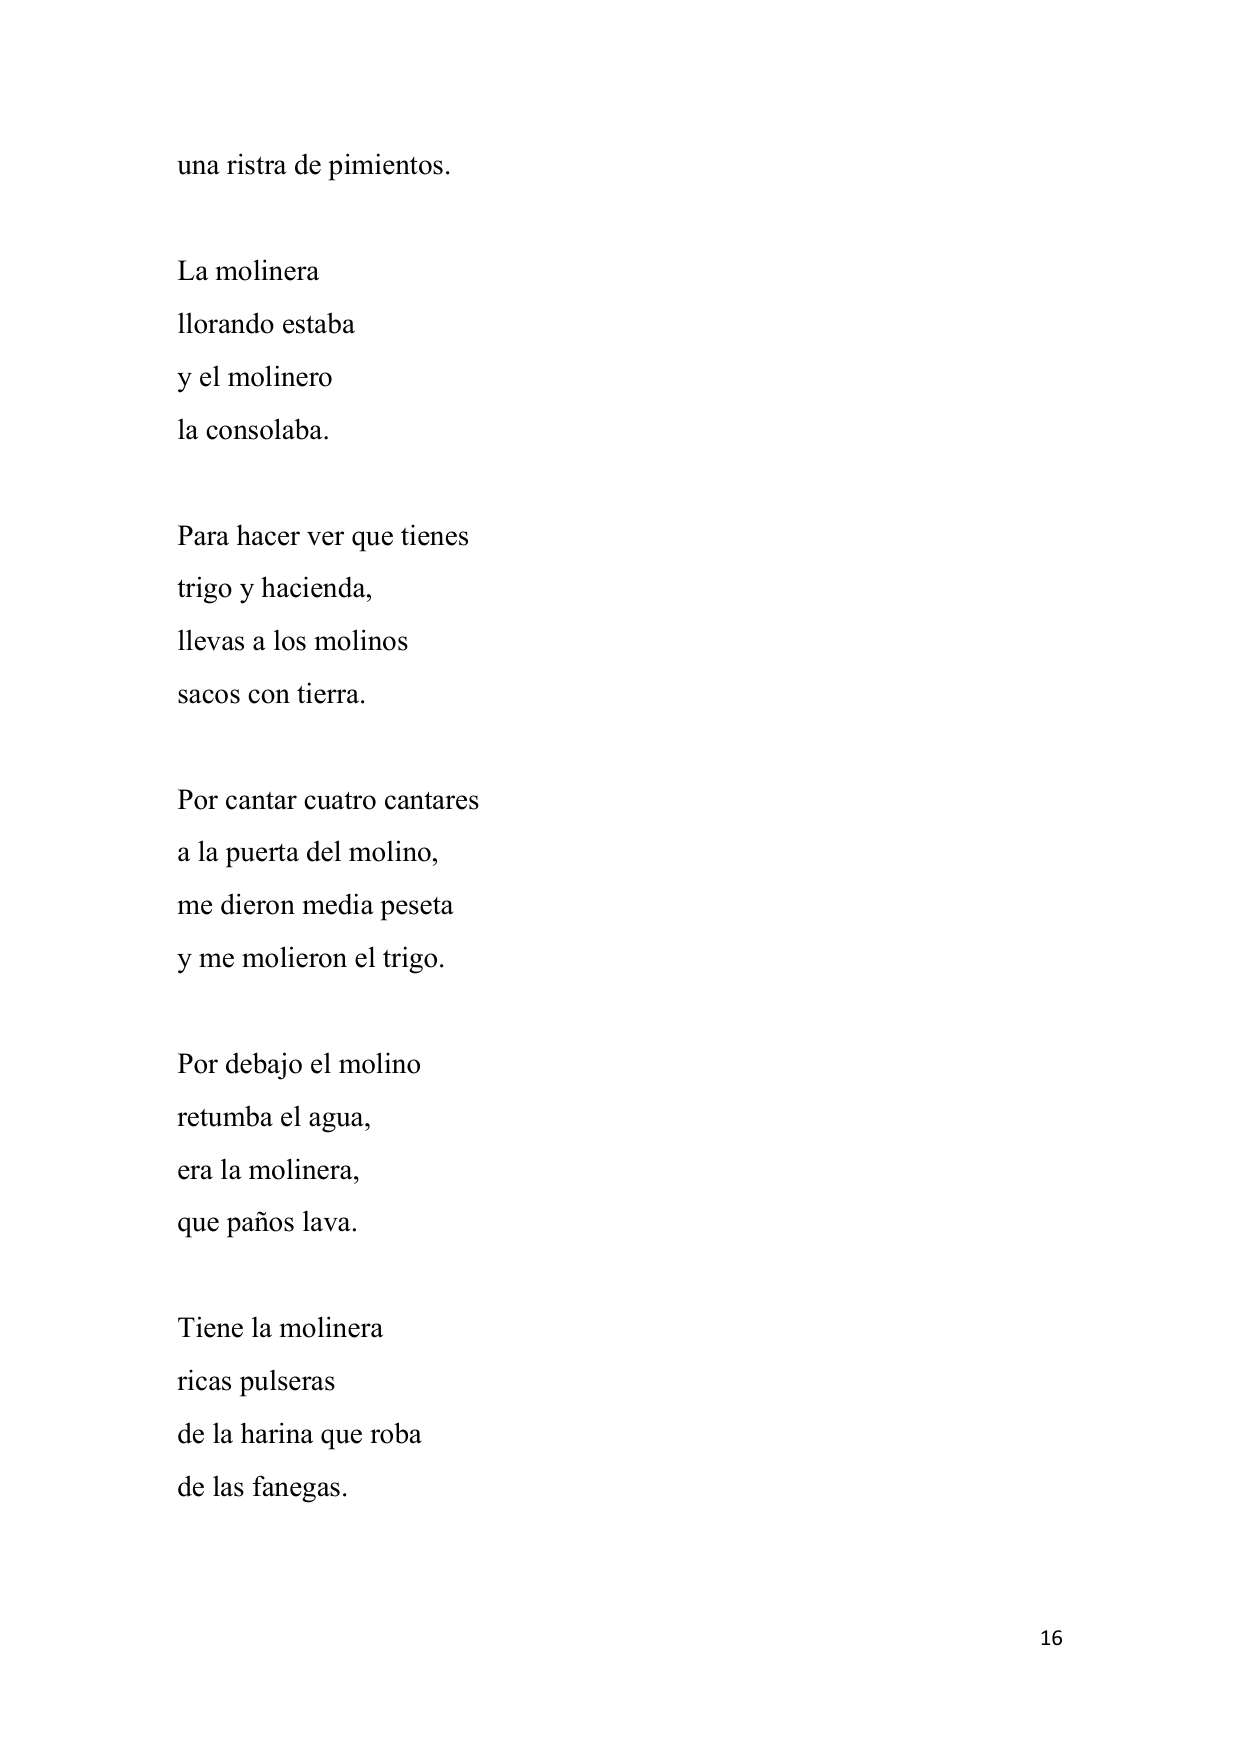 una ristra de pimientos.
La molinera
llorando estaba
y el molinero
la consolaba.
Para hacer ver que tienes
trigo y hacienda,
llevas a los molinos
sacos con tierra.
Por cantar cuatro cantares
a la puerta del molino,
me dieron media peseta
y me molieron el trigo.
Por debajo el molino
retumba el agua,
era la molinera,
que paños lava.
Tiene la molinera
ricas pulseras
de la harina que roba
de las fanegas.
16